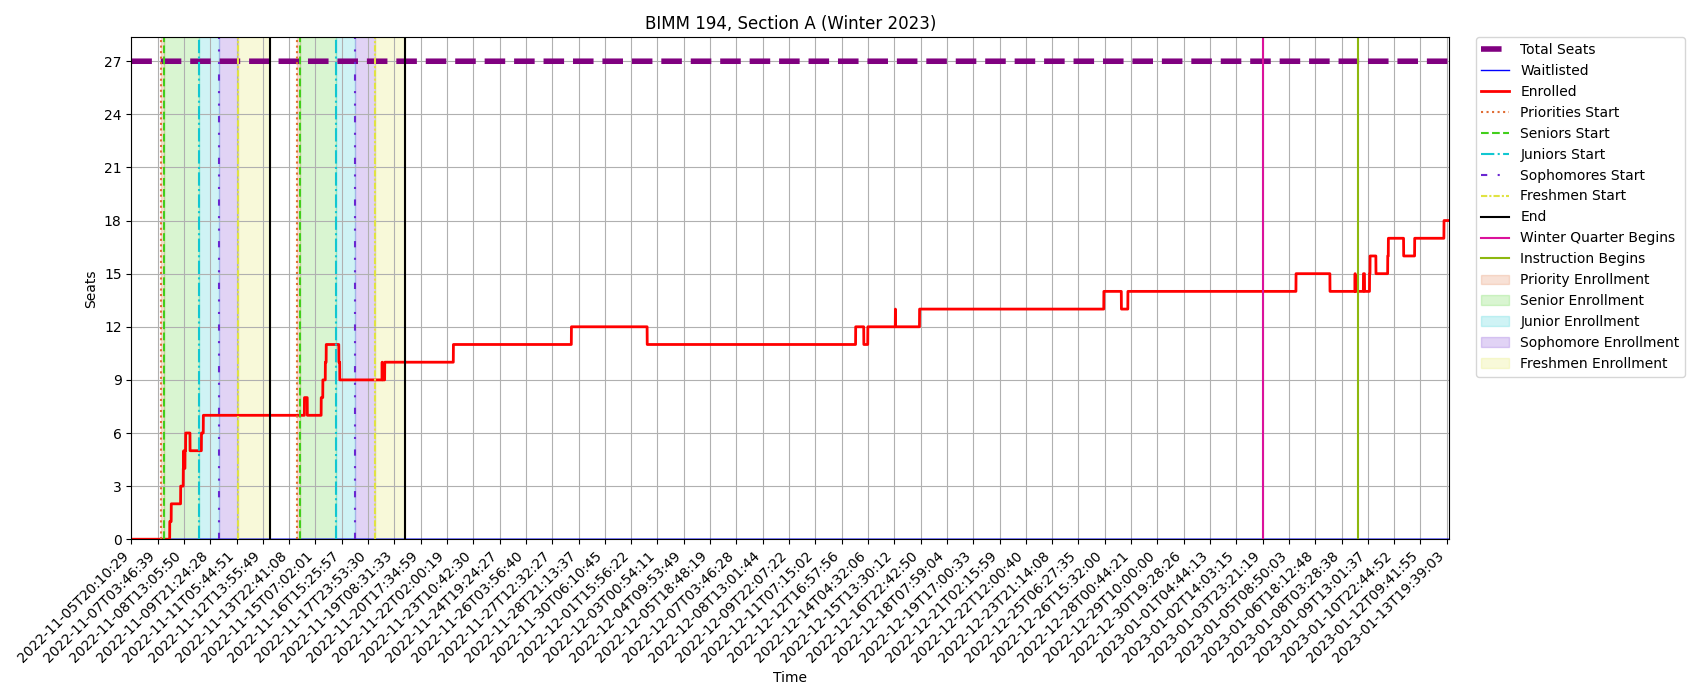 BIMM 194, Section A (Winter 2023)
Seats
27
24
21
18
15
12
9
6
3
0
2022-11-05T20:10:29
2022-11-07T03:46:39
2022-11-08T13:05:50
2022-11-09T21:24:28
2022-11-11T05:44:51
2022-11-12T13:55:49
2022-11-13T22:41:08
2022-11-15T07:02:01
2022-11-16T15:25:57
2022-11-17T23:53:30
2022-11-19T08:31:33
2022-11-20T17:34:59
2022-11-22T02:00:19
2022-11-23T10:42:30
2022-11-24T19:24:27
2022-11-26T03:56:40
2022-11-27T12:32:27
2022-11-28T21:13:37
2022-11-30T06:10:45
2022-12-01T15:56:22
2022-12-03T00:54:11
2022-12-04T09:53:49
2022-12-05T18:48:19
2022-12-07T03:46:28
2022-12-08T13:01:44
2022-12-09T22:07:22
2022-12-11T07:15:02
2022-12-12T16:57:56
2022-12-14T04:32:06
2022-12-15T13:30:12
2022-12-16T22:42:50
2022-12-18T07:59:04
2022-12-19T17:00:33
2022-12-21T02:15:59
2022-12-22T12:00:40
2022-12-23T21:14:08
2022-12-25T06:27:35
2022-12-26T15:32:00
2022-12-28T00:44:21
2022-12-29T10:00:00
2022-12-30T19:28:26
2023-01-01T04:44:13
2023-01-02T14:03:15
2023-01-03T23:21:19
2023-01-05T08:50:03
2023-01-06T18:12:48
2023-01-08T03:28:38
2023-01-09T13:01:37
2023-01-10T22:44:52
2023-01-12T09:41:55
2023-01-13T19:39:03
Time
Total Seats
Waitlisted
Enrolled
Priorities Start
Seniors Start
Juniors Start
Sophomores Start
Freshmen Start
End
Winter Quarter Begins
Instruction Begins
Priority Enrollment
Senior Enrollment
Junior Enrollment
Sophomore Enrollment
Freshmen Enrollment